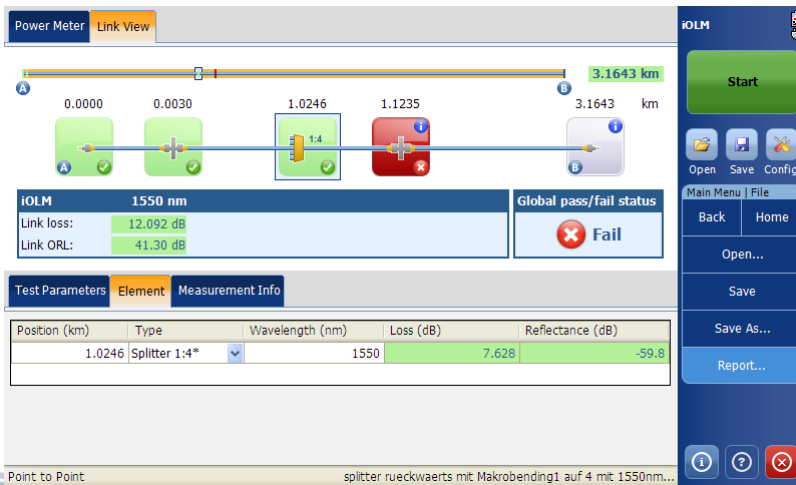 Power Meter Link View
iOLM
3.1643 km
A B
0.0000 0.0030 1.0246 1.1235 3.1643 km
1:4
A B
iOLM 1550 nm
Link loss: 12.092 dB
Link ORL: 41.30 dB
Global pass/fail status
Fail
Test Parameters Element Measurement Info
Position (km) Type Wavelength (nm) Loss (dB) Reflectance (dB)
1.0246 Splitter 1:4* 1550 7.628 -59.8
Point to Point splitter rueckwaerts mit Makrobending1 auf 4 mit 1550nm...
Start
Open Save Config
Main Menu | File
Back Home
Open...
Save
Save As...
Report...